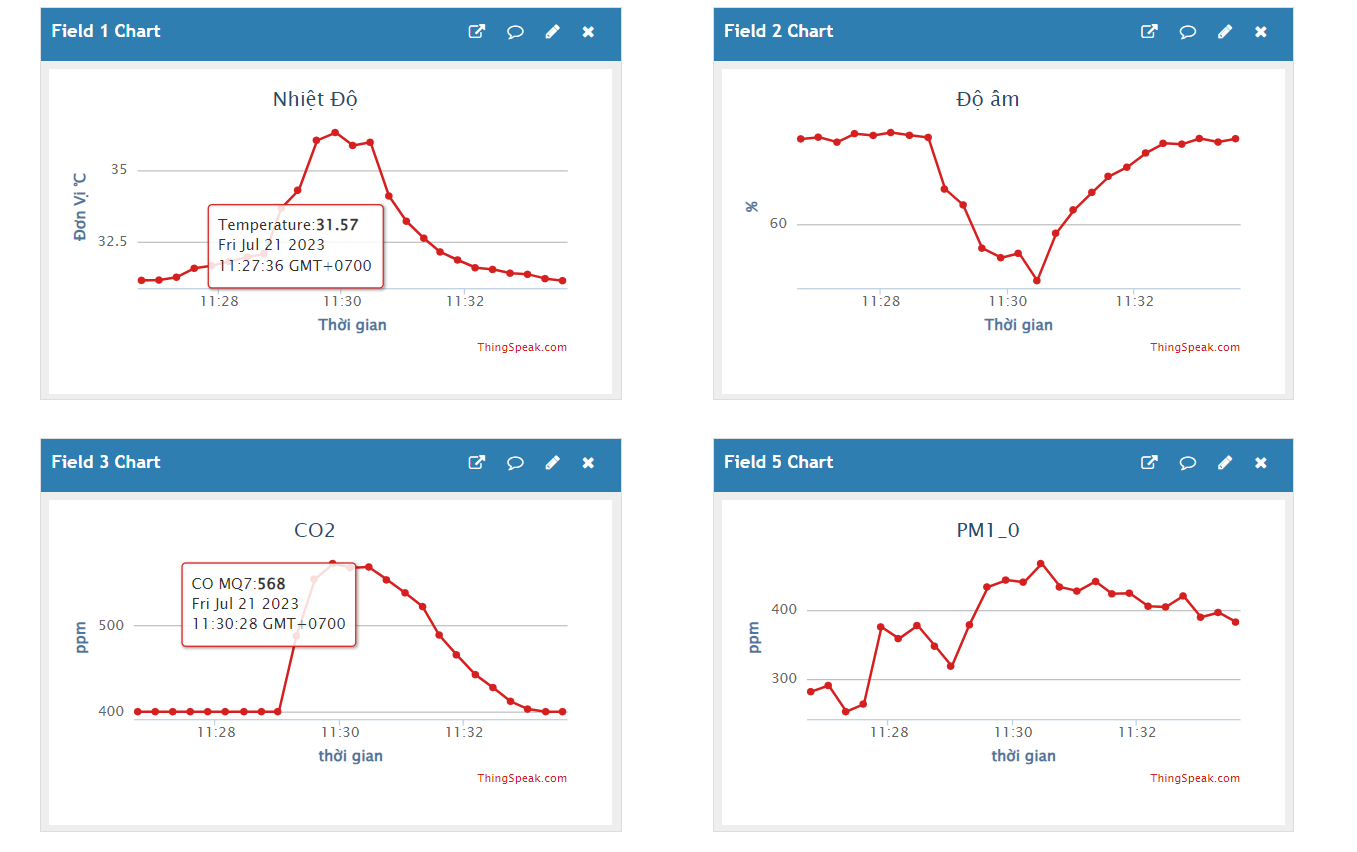 Field 1 Chart
Nhiệt Độ
Đơn Vị ℃
35
32.5
Temperature:31.57
Fri Jul 21 2023
11:27:36 GMT+0700
11:28
11:30
11:32
Thời gian
ThingSpeak.com
Field 2 Chart
Độ âm
%
60
11:28
11:30
11:32
Thời gian
ThingSpeak.com
Field 3 Chart
CO2
ppm
500
400
CO MQ7:568
Fri Jul 21 2023
11:30:28 GMT+0700
11:28
11:30
11:32
thời gian
ThingSpeak.com
Field 5 Chart
PM1_0
ppm
400
300
11:28
11:30
11:32
thời gian
ThingSpeak.com